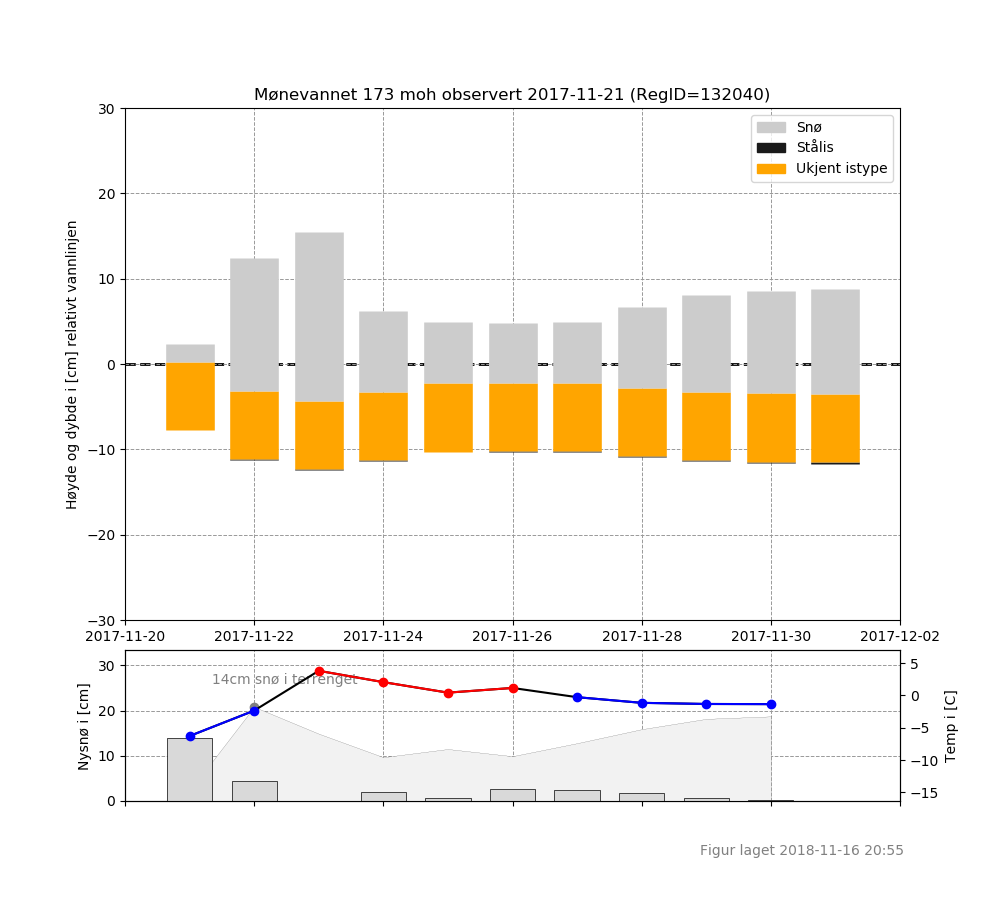 Mønevannet 173 moh observert 2017-11-21 (RegID=132040)
Høyde og dybde i [cm] relativt vannlinjen
30
20
10
0
−10
−20
−30
Snø
Stålis
Ukjent istype
2017-11-20
2017-11-22
2017-11-24
2017-11-26
2017-11-28
2017-11-30
2017-12-02
Nysnø i [cm]
30
20
10
0
14cm snø i terrenget
5
0
−5
−10
−15
Temp i [C]
Figur laget 2018-11-16 20:55